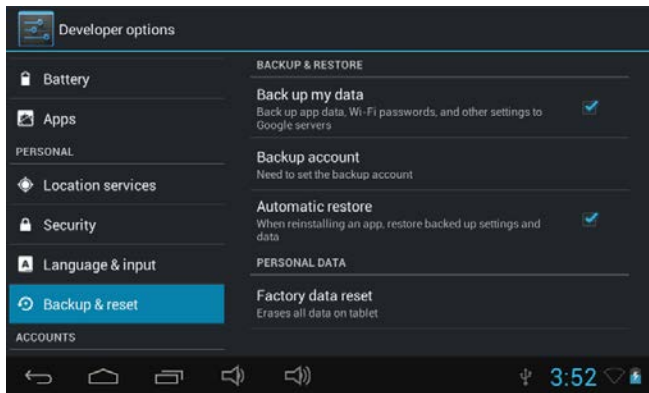 Developer options
Battery
Apps
PERSONAL
Location services
Security
Language & input
Backup & reset
ACCOUNTS
BACKUP & RESTORE
Back up my data
Back up app data, Wi-Fi passwords, and other settings to
Google servers
Backup account
Need to set the backup account
Automatic restore
When reinstalling an app, restore backed up settings and
data
PERSONAL DATA
Factory data reset
Erases all data on tablet
3:52